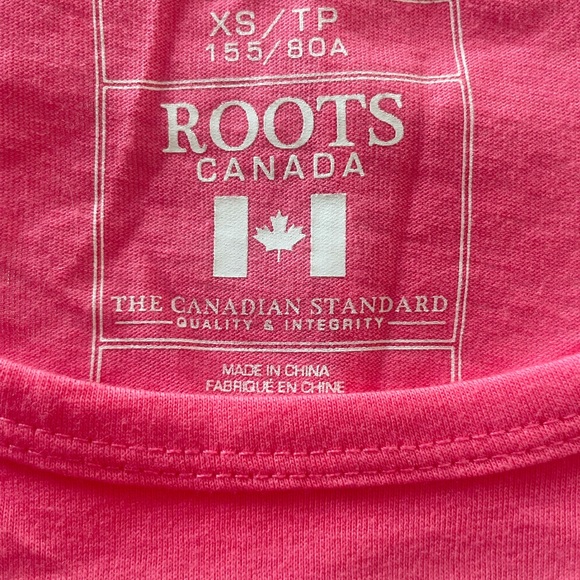 XS/TP
155/80A
ROOTS
CANADA
THE CANADIAN STANDARD
QUALITY & INTEGRITY
MADE IN CHINA
FABRIQUÉ EN CHINE